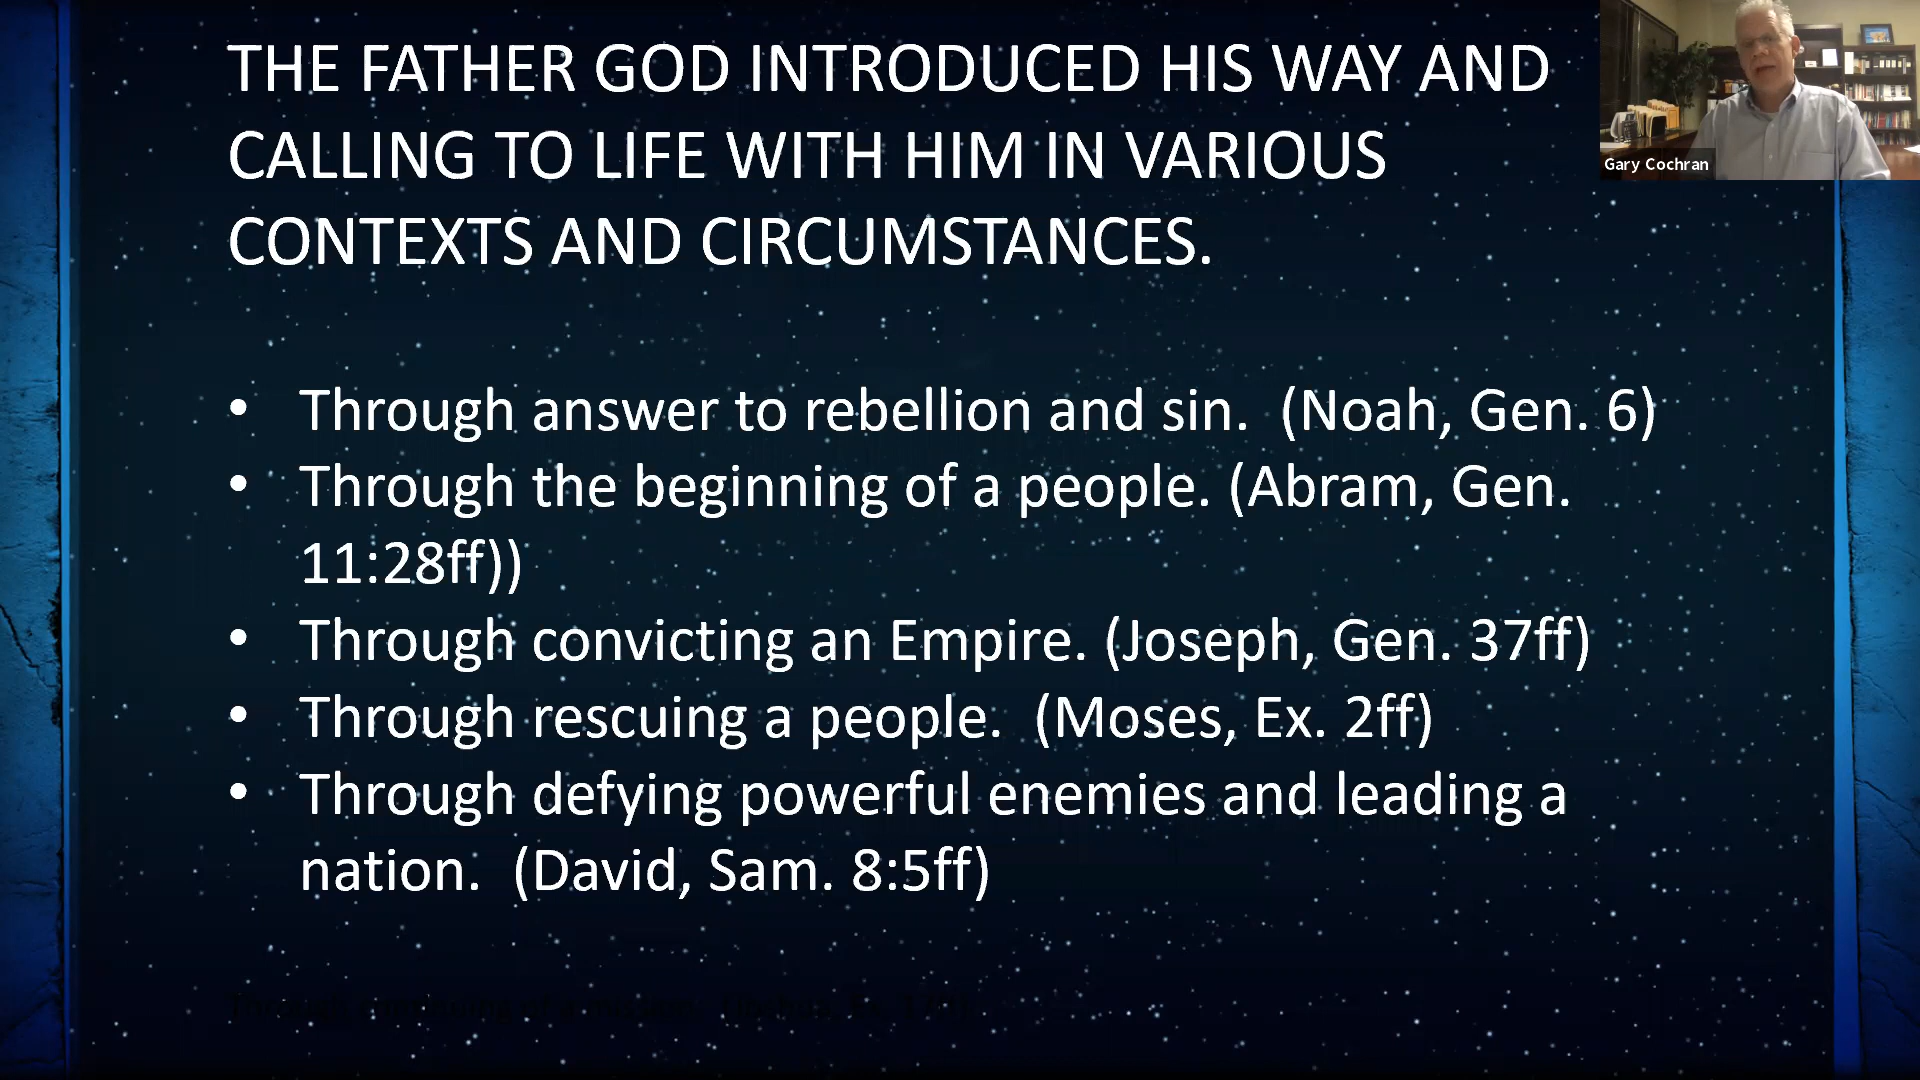 THE FATHER GOD INTRODUCED HIS WAY AND
CALLING TO LIFE WITH HIM IN VARIOUS
CONTEXTS AND CIRCUMSTANCES.
Gary Cochran
• Through answer to rebellion and sin. (Noah, Gen. 6)
• Through the beginning of a people. (Abram, Gen.
11:28ff))
• Through convicting an Empire. (Joseph, Gen. 37ff)
• Through rescuing a people. (Moses, Ex. 2ff)
• Through defying powerful enemies and leading a
nation. (David, Sam. 8:5ff)